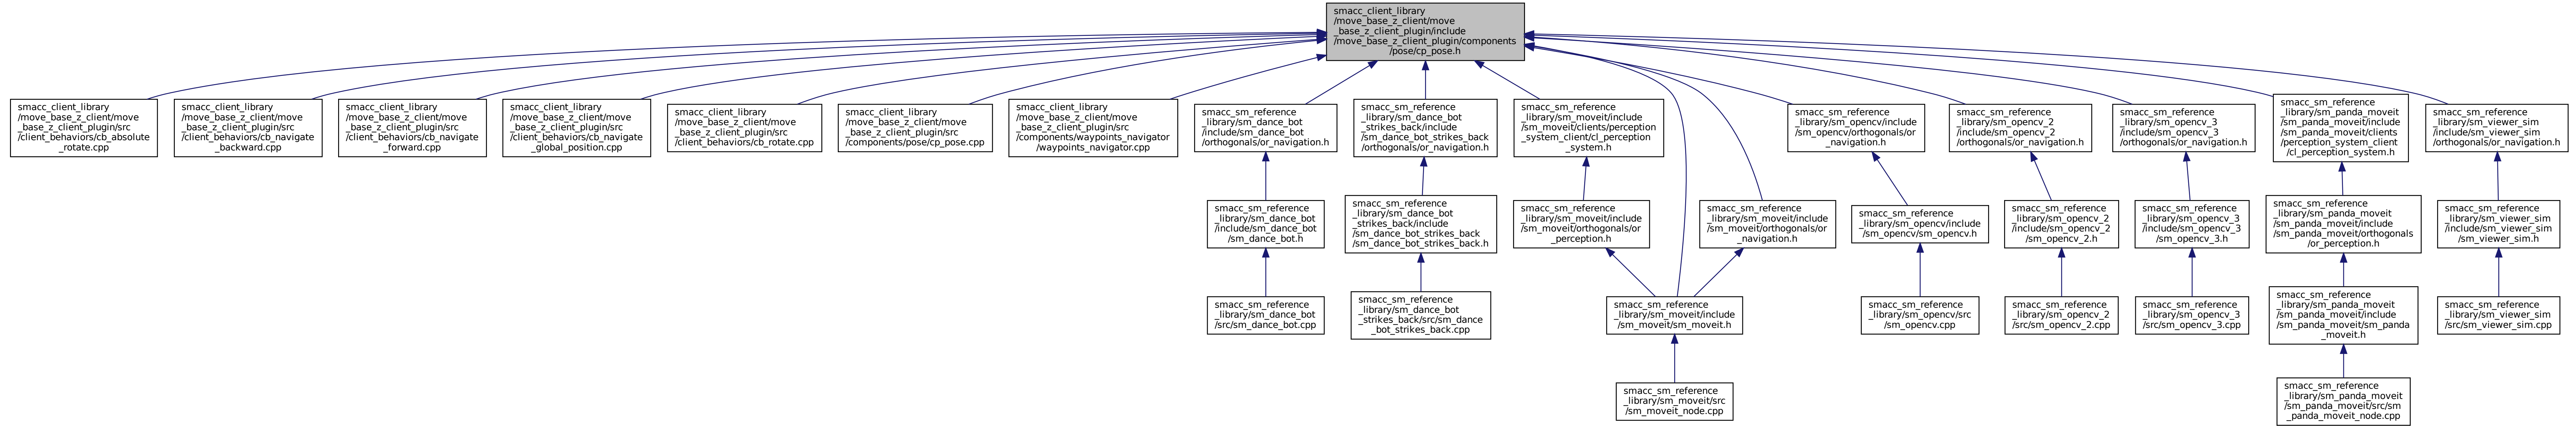 smacc_client_library
/move_base_z_client/move
_base_z_client_plugin/include
/move_base_z_client_plugin/components
/pose/cp_pose.h
smacc_client_library
/move_base_z_client/move
_base_z_client_plugin/src
/client_behaviors/cb_absolute
_rotate.cpp
smacc_client_library
/move_base_z_client/move
_base_z_client_plugin/src
/client_behaviors/cb_navigate
_backward.cpp
smacc_client_library
/move_base_z_client/move
_base_z_client_plugin/src
/client_behaviors/cb_navigate
_forward.cpp
smacc_client_library
/move_base_z_client/move
_base_z_client_plugin/src
/client_behaviors/cb_navigate
_global_position.cpp
smacc_client_library
/move_base_z_client/move
_base_z_client_plugin/src
/client_behaviors/cb_rotate.cpp
smacc_client_library
/move_base_z_client/move
_base_z_client_plugin/src
/components/pose/cp_pose.cpp
smacc_client_library
/move_base_z_client/move
_base_z_client_plugin/src
/components/waypoints_navigator
/waypoints_navigator.cpp
smacc_sm_reference
_library/sm_dance_bot
/include/sm_dance_bot
/orthogonals/or_navigation.h
smacc_sm_reference
_library/sm_dance_bot
_strikes_back/include
/sm_dance_bot_strikes_back
/orthogonals/or_navigation.h
smacc_sm_reference
_library/sm_moveit/include
/sm_moveit/clients/perception
_system_client/cl_perception
_system.h
smacc_sm_reference
_library/sm_opencv/include
/sm_opencv/orthogonals/or
_navigation.h
smacc_sm_reference
_library/sm_opencv_2
/include/sm_opencv_2
/orthogonals/or_navigation.h
smacc_sm_reference
_library/sm_opencv_3
/include/sm_opencv_3
/orthogonals/or_navigation.h
smacc_sm_reference
_library/sm_panda_moveit
/sm_panda_moveit/include
/sm_panda_moveit/clients
/perception_system_client
/cl_perception_system.h
smacc_sm_reference
_library/sm_viewer_sim
/include/sm_viewer_sim
/orthogonals/or_navigation.h
smacc_sm_reference
_library/sm_dance_bot
/include/sm_dance_bot
/sm_dance_bot.h
smacc_sm_reference
_library/sm_dance_bot
_strikes_back/include
/sm_dance_bot_strikes_back
/sm_dance_bot_strikes_back.h
smacc_sm_reference
_library/sm_moveit/include
/sm_moveit/orthogonals/or
_perception.h
smacc_sm_reference
_library/sm_moveit/include
/sm_moveit/orthogonals/or
_navigation.h
smacc_sm_reference
_library/sm_opencv/include
/sm_opencv/sm_opencv.h
smacc_sm_reference
_library/sm_opencv_2
/include/sm_opencv_2
/sm_opencv_2.h
smacc_sm_reference
_library/sm_opencv_3
/include/sm_opencv_3
/sm_opencv_3.h
smacc_sm_reference
_library/sm_panda_moveit
/sm_panda_moveit/include
/sm_panda_moveit/orthogonals
/or_perception.h
smacc_sm_reference
_library/sm_viewer_sim
/include/sm_viewer_sim
/sm_viewer_sim.h
smacc_sm_reference
_library/sm_dance_bot
/src/sm_dance_bot.cpp
smacc_sm_reference
_library/sm_dance_bot
_strikes_back/src/sm_dance
_bot_strikes_back.cpp
smacc_sm_reference
_library/sm_moveit/include
/sm_moveit/sm_moveit.h
smacc_sm_reference
_library/sm_opencv/src
/sm_opencv.cpp
smacc_sm_reference
_library/sm_opencv_2
/src/sm_opencv_2.cpp
smacc_sm_reference
_library/sm_opencv_3
/src/sm_opencv_3.cpp
smacc_sm_reference
_library/sm_panda_moveit
/sm_panda_moveit/include
/sm_panda_moveit/sm_panda
_moveit.h
smacc_sm_reference
_library/sm_viewer_sim
/src/sm_viewer_sim.cpp
smacc_sm_reference
_library/sm_moveit/src
/sm_moveit_node.cpp
smacc_sm_reference
_library/sm_panda_moveit
/sm_panda_moveit/src/sm
_panda_moveit_node.cpp